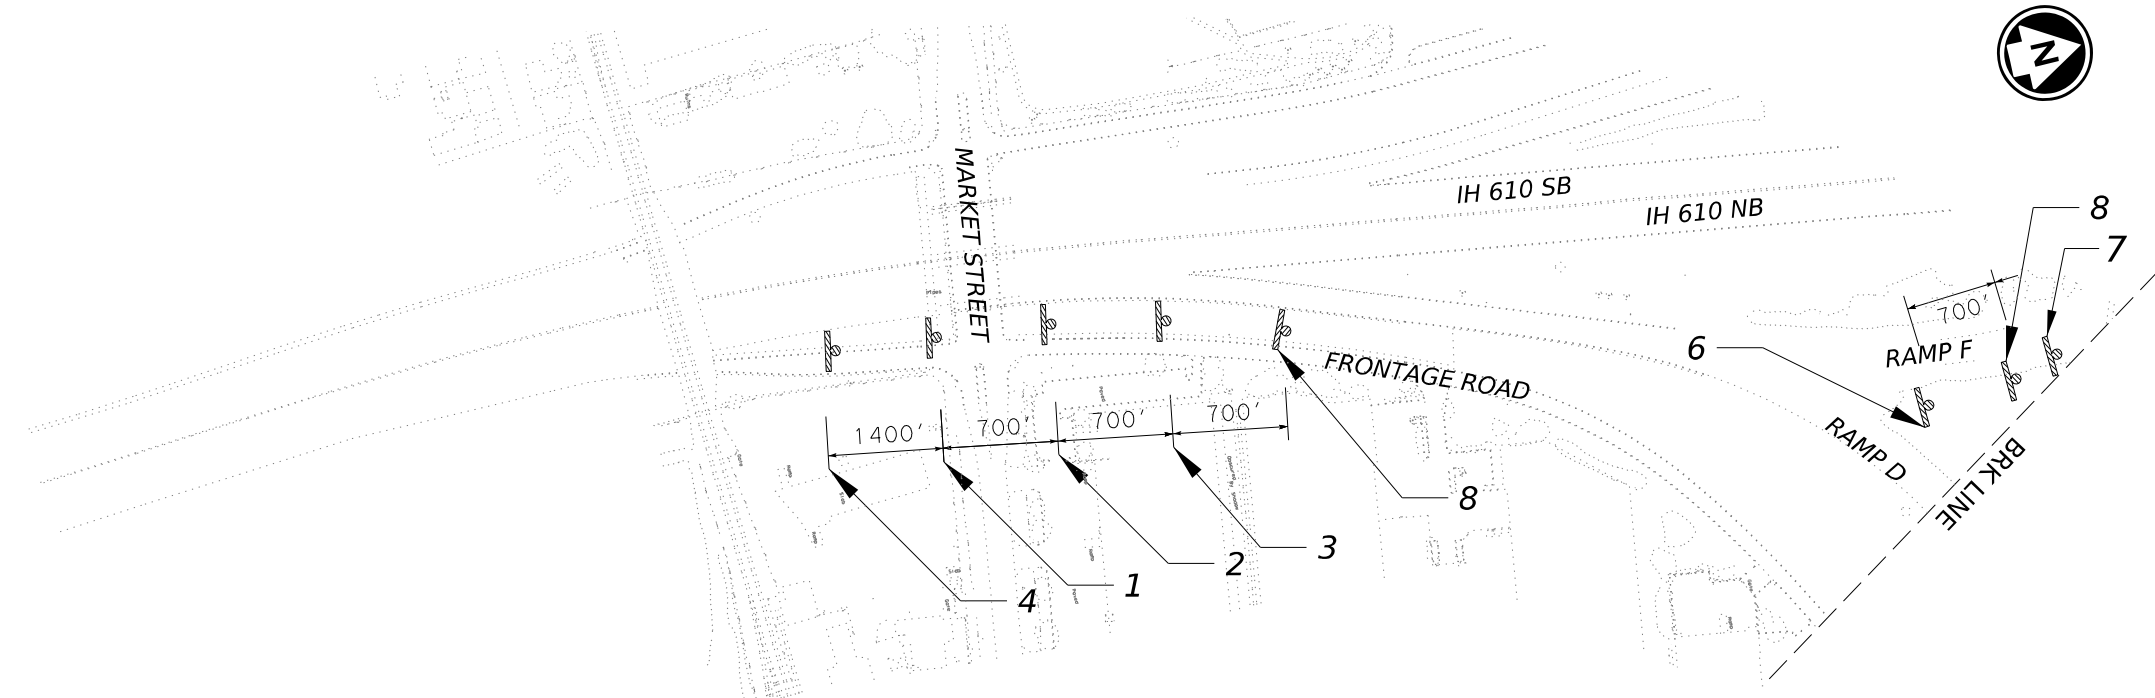 N
MARKET STREET
IH 610 SB
IH 610 NB
8
7
700'
6
RAMP F
FRONTAGE ROAD
1400'
700'
700'
700'
RAMP D
BRK LINE
8
3
2
1
4